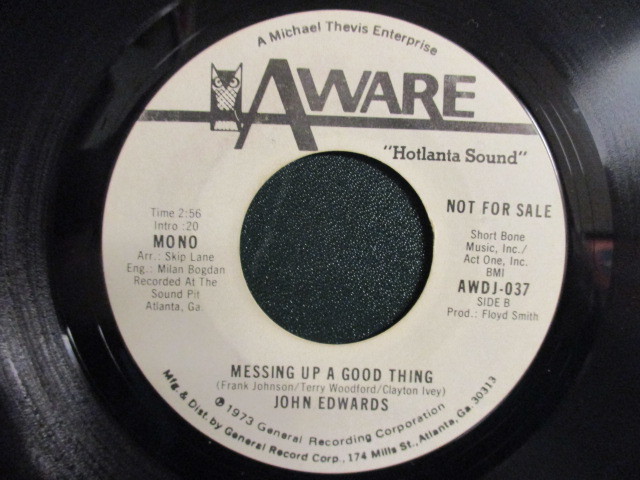 A Michael Thevis Enterprise
AWARE
"Hotlanta Sound"
Time 2:56
Intro :20
MONO
Arr.: Skip Lane
Eng.: Milan Bogdan
Recorded At The
Sound Pit
Atlanta, Ga.
NOT FOR SALE
Short Bone
Music, Inc./
Act One, Inc.
BMI
AWDJ-037
SIDE B
Prod.: Floyd Smith
MESSING UP A GOOD THING
(Frank Johnson/Terry Woodford/Clayton Ivey)
JOHN EDWARDS
℗ 1973 General Recording Corporation
Mfg. & Dist. by General Record Corp., 174 Mills St., Atlanta, Ga. 30313